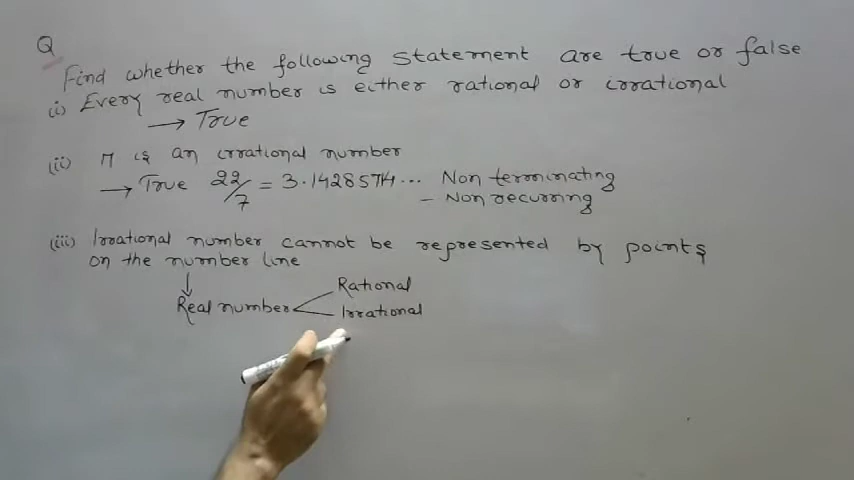 Q
Find whether the following statement are true or false
(i) Every real number is either rational or irrational
→ True
(ii) π is an irrational number
→ True 22/7 = 3.1428574... Non terminating
– Non recurring
(iii) Irrational number cannot be represented by points
on the number line
Rational
Real number
Irrational